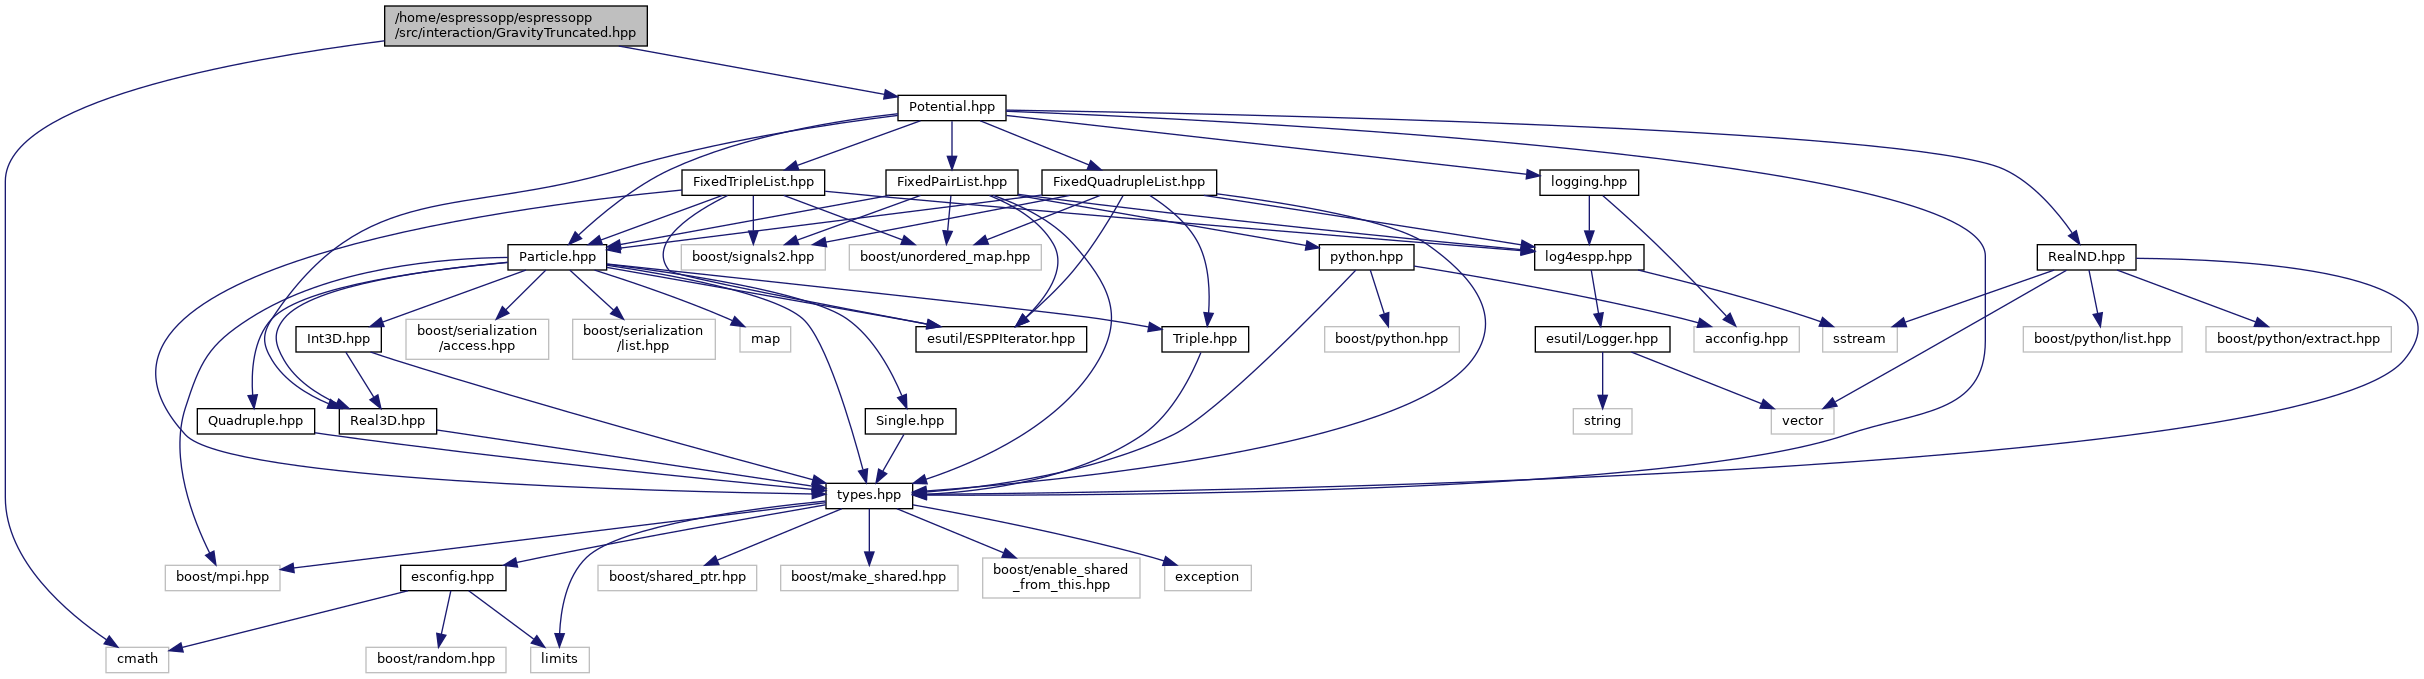 /home/espressopp/espressopp
/src/interaction/GravityTruncated.hpp
Potential.hpp
FixedTripleList.hpp
FixedPairList.hpp
FixedQuadrupleList.hpp
logging.hpp
Particle.hpp
boost/signals2.hpp
boost/unordered_map.hpp
python.hpp
log4espp.hpp
RealND.hpp
Int3D.hpp
boost/serialization
/access.hpp
boost/serialization
/list.hpp
map
esutil/ESPPIterator.hpp
Triple.hpp
boost/python.hpp
esutil/Logger.hpp
acconfig.hpp
sstream
boost/python/list.hpp
boost/python/extract.hpp
Quadruple.hpp
Real3D.hpp
Single.hpp
string
vector
types.hpp
boost/mpi.hpp
esconfig.hpp
boost/shared_ptr.hpp
boost/make_shared.hpp
boost/enable_shared
_from_this.hpp
exception
cmath
boost/random.hpp
limits